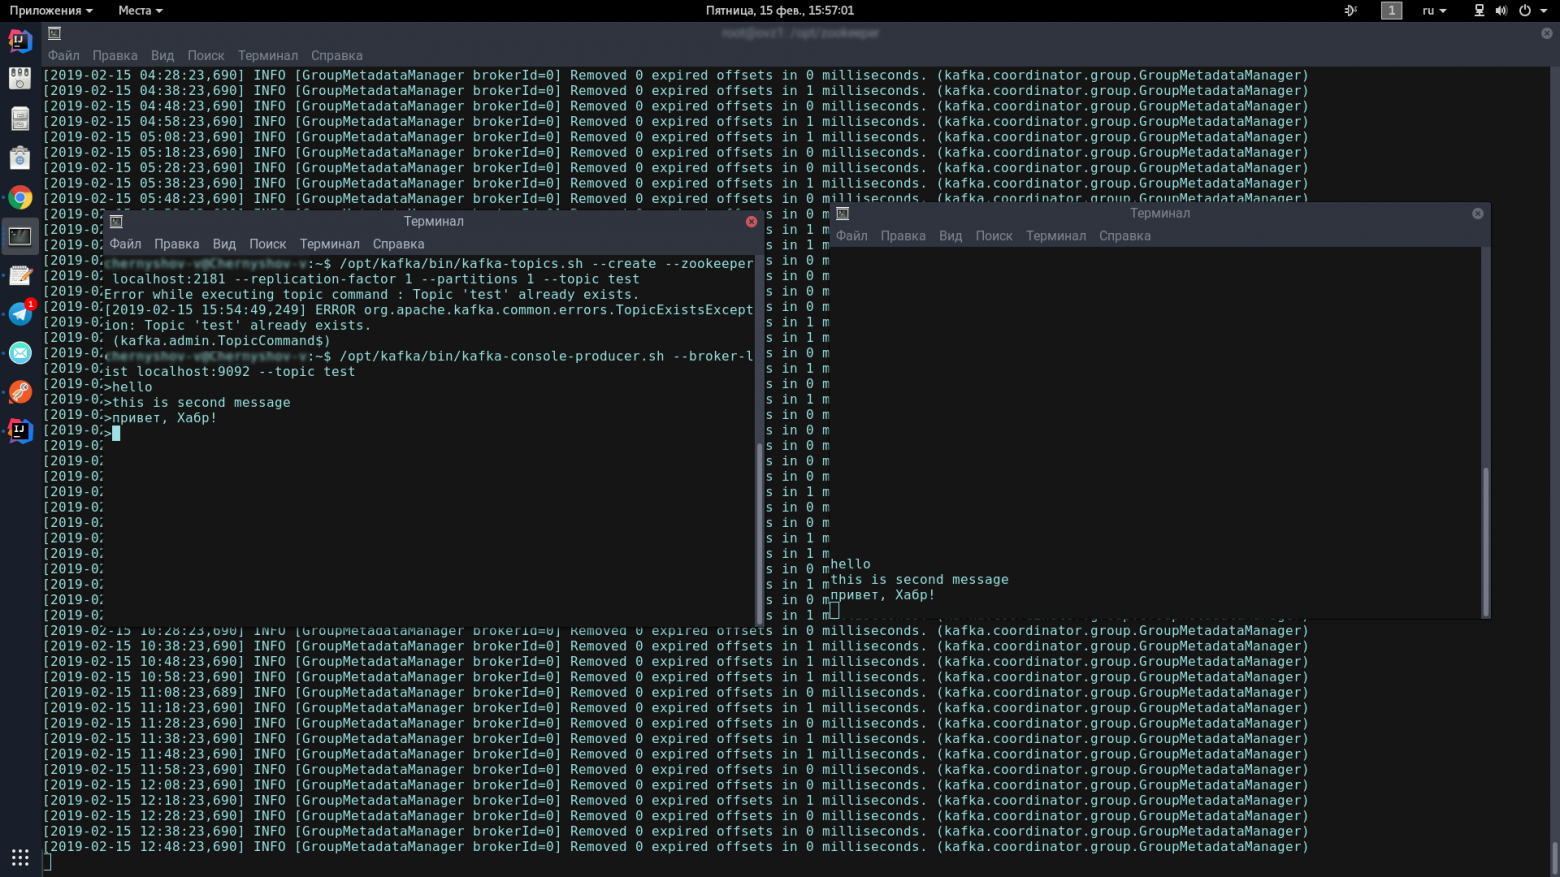 Приложения Места Пятница, 15 фев., 15:57:01 1 ru
Файл Правка Вид Поиск Терминал Справка
[2019-02-15 04:28:23,690] INFO [GroupMetadataManager brokerId=0] Removed 0 expired offsets in 0 milliseconds. (kafka.coordinator.group.GroupMetadataManager)
[2019-02-15 04:38:23,690] INFO [GroupMetadataManager brokerId=0] Removed 0 expired offsets in 1 milliseconds. (kafka.coordinator.group.GroupMetadataManager)
[2019-02-15 04:48:23,690] INFO [GroupMetadataManager brokerId=0] Removed 0 expired offsets in 0 milliseconds. (kafka.coordinator.group.GroupMetadataManager)
[2019-02-15 04:58:23,690] INFO [GroupMetadataManager brokerId=0] Removed 0 expired offsets in 1 milliseconds. (kafka.coordinator.group.GroupMetadataManager)
[2019-02-15 05:08:23,690] INFO [GroupMetadataManager brokerId=0] Removed 0 expired offsets in 1 milliseconds. (kafka.coordinator.group.GroupMetadataManager)
[2019-02-15 05:18:23,690] INFO [GroupMetadataManager brokerId=0] Removed 0 expired offsets in 0 milliseconds. (kafka.coordinator.group.GroupMetadataManager)
[2019-02-15 05:28:23,690] INFO [GroupMetadataManager brokerId=0] Removed 0 expired offsets in 0 milliseconds. (kafka.coordinator.group.GroupMetadataManager)
[2019-02-15 05:38:23,690] INFO [GroupMetadataManager brokerId=0] Removed 0 expired offsets in 1 milliseconds. (kafka.coordinator.group.GroupMetadataManager)
[2019-02-15 05:48:23,690] INFO [GroupMetadataManager brokerId=0] Removed 0 expired offsets in 0 milliseconds. (kafka.coordinator.group.GroupMetadataManager)
Терминал
Файл Правка Вид Поиск Терминал Справка
chernyshov-v@Chernyshov-v:~$ /opt/kafka/bin/kafka-topics.sh --create --zookeeper
localhost:2181 --replication-factor 1 --partitions 1 --topic test
Error while executing topic command : Topic 'test' already exists.
[2019-02-15 15:54:49,249] ERROR org.apache.kafka.common.errors.TopicExistsExcept
ion: Topic 'test' already exists.
(kafka.admin.TopicCommand$)
chernyshov-v@Chernyshov-v:~$ /opt/kafka/bin/kafka-console-producer.sh --broker-l
ist localhost:9092 --topic test
>hello
>this is second message
>привет, Хабр!
>
Терминал
Файл Правка Вид Поиск Терминал Справка
hello
this is second message
привет, Хабр!
[2019-02-15 10:28:23,690] INFO [GroupMetadataManager brokerId=0] Removed 0 expired offsets in 0 milliseconds. (kafka.coordinator.group.GroupMetadataManager)
[2019-02-15 10:38:23,690] INFO [GroupMetadataManager brokerId=0] Removed 0 expired offsets in 1 milliseconds. (kafka.coordinator.group.GroupMetadataManager)
[2019-02-15 10:48:23,690] INFO [GroupMetadataManager brokerId=0] Removed 0 expired offsets in 1 milliseconds. (kafka.coordinator.group.GroupMetadataManager)
[2019-02-15 10:58:23,690] INFO [GroupMetadataManager brokerId=0] Removed 0 expired offsets in 1 milliseconds. (kafka.coordinator.group.GroupMetadataManager)
[2019-02-15 11:08:23,689] INFO [GroupMetadataManager brokerId=0] Removed 0 expired offsets in 0 milliseconds. (kafka.coordinator.group.GroupMetadataManager)
[2019-02-15 11:18:23,690] INFO [GroupMetadataManager brokerId=0] Removed 0 expired offsets in 1 milliseconds. (kafka.coordinator.group.GroupMetadataManager)
[2019-02-15 11:28:23,690] INFO [GroupMetadataManager brokerId=0] Removed 0 expired offsets in 0 milliseconds. (kafka.coordinator.group.GroupMetadataManager)
[2019-02-15 11:38:23,690] INFO [GroupMetadataManager brokerId=0] Removed 0 expired offsets in 1 milliseconds. (kafka.coordinator.group.GroupMetadataManager)
[2019-02-15 11:48:23,690] INFO [GroupMetadataManager brokerId=0] Removed 0 expired offsets in 1 milliseconds. (kafka.coordinator.group.GroupMetadataManager)
[2019-02-15 11:58:23,690] INFO [GroupMetadataManager brokerId=0] Removed 0 expired offsets in 0 milliseconds. (kafka.coordinator.group.GroupMetadataManager)
[2019-02-15 12:08:23,690] INFO [GroupMetadataManager brokerId=0] Removed 0 expired offsets in 0 milliseconds. (kafka.coordinator.group.GroupMetadataManager)
[2019-02-15 12:18:23,690] INFO [GroupMetadataManager brokerId=0] Removed 0 expired offsets in 1 milliseconds. (kafka.coordinator.group.GroupMetadataManager)
[2019-02-15 12:28:23,690] INFO [GroupMetadataManager brokerId=0] Removed 0 expired offsets in 0 milliseconds. (kafka.coordinator.group.GroupMetadataManager)
[2019-02-15 12:38:23,690] INFO [GroupMetadataManager brokerId=0] Removed 0 expired offsets in 0 milliseconds. (kafka.coordinator.group.GroupMetadataManager)
[2019-02-15 12:48:23,690] INFO [GroupMetadataManager brokerId=0] Removed 0 expired offsets in 0 milliseconds. (kafka.coordinator.group.GroupMetadataManager)